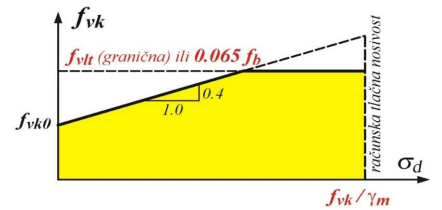 f_vk
f_vlt (granična) ili 0.065 f_b
f_vk0
0.4
1.0
računska tlačna nosivost
σ_d
f_vk / γ_m